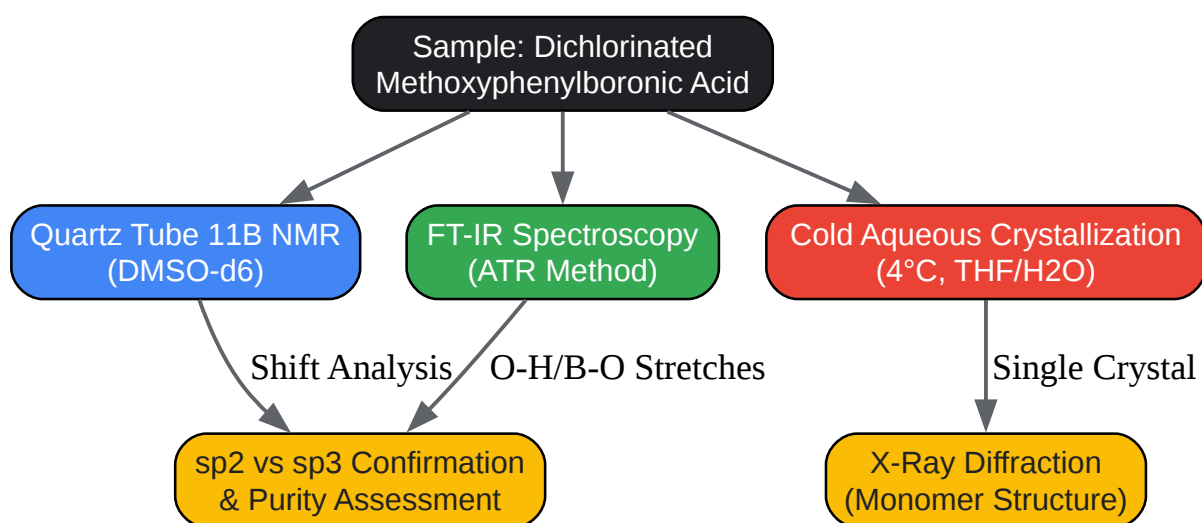 Sample: Dichlorinated
Methoxyphenylboronic Acid
Quartz Tube 11B NMR
(DMSO-d6)
FT-IR Spectroscopy
(ATR Method)
Cold Aqueous Crystallization
(4°C, THF/H2O)
Shift Analysis
O-H/B-O Stretches
Single Crystal
sp2 vs sp3 Confirmation
& Purity Assessment
X-Ray Diffraction
(Monomer Structure)